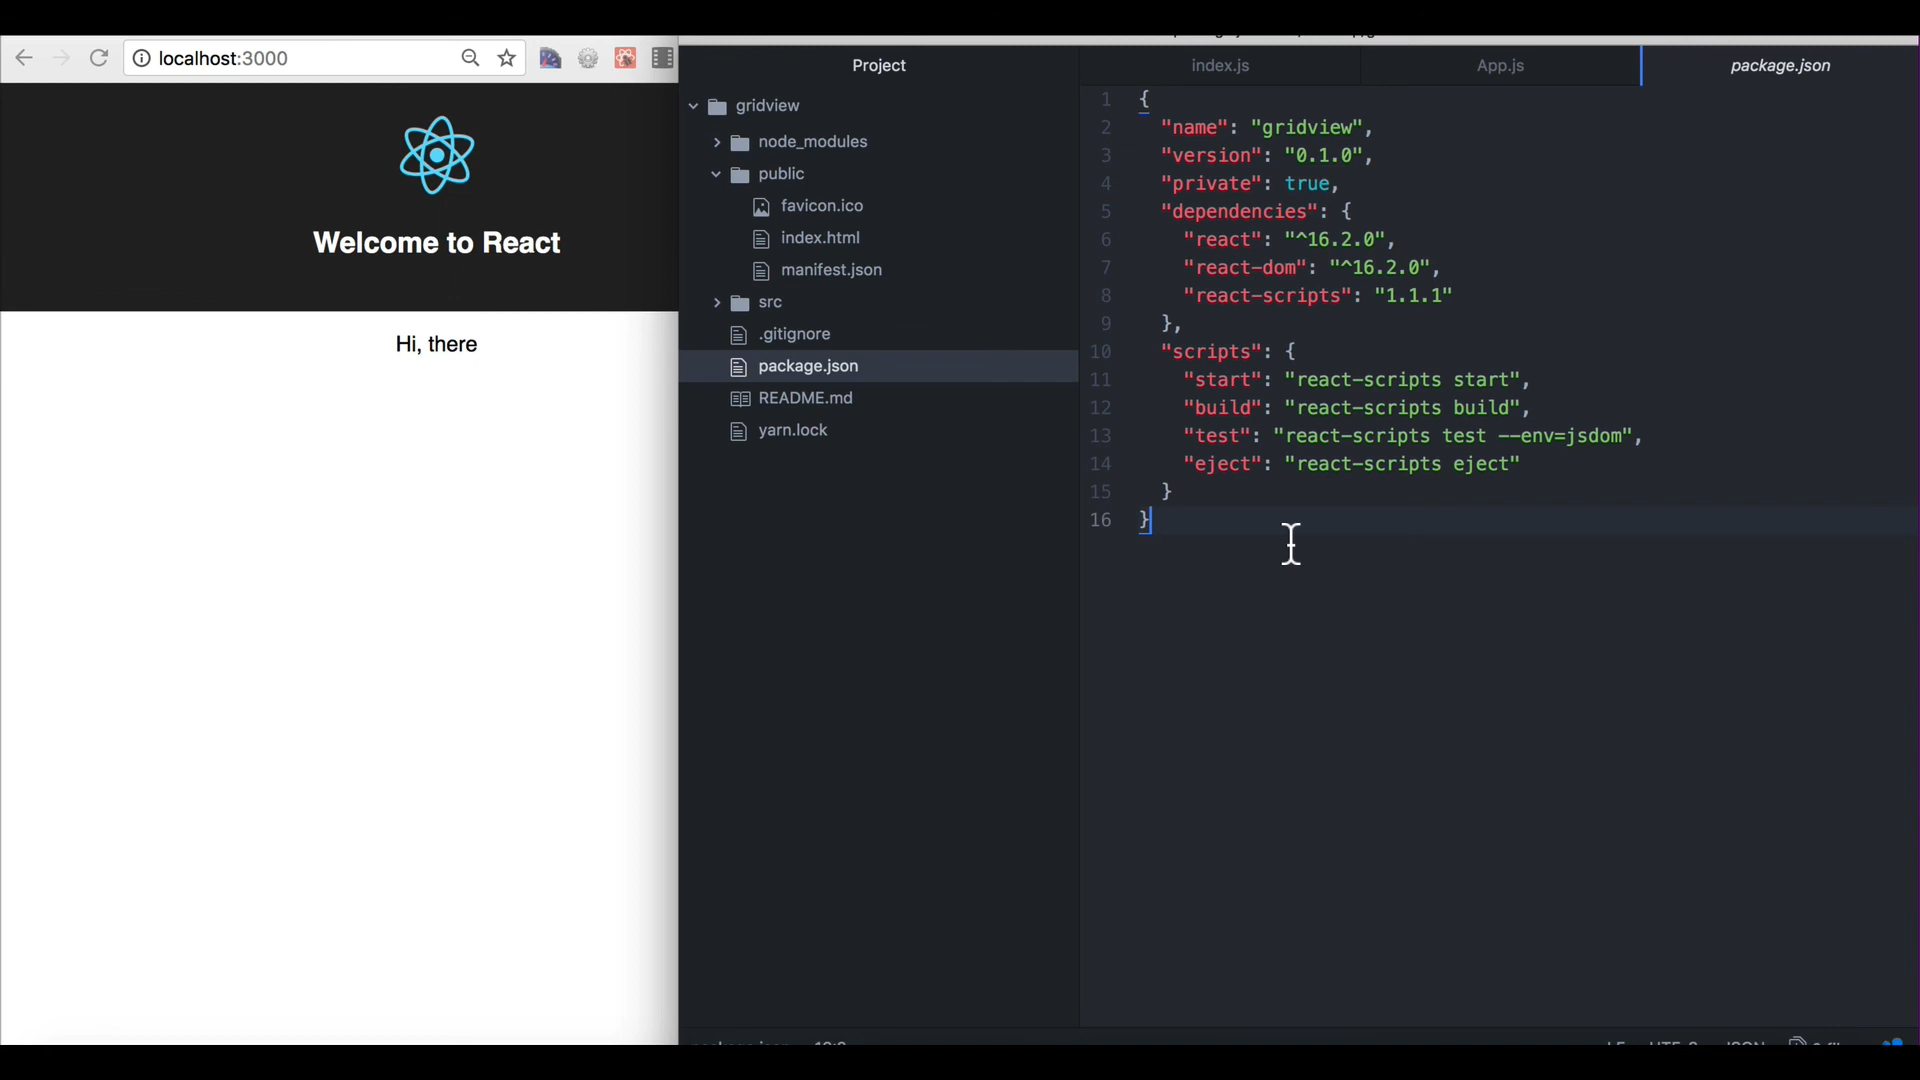 localhost:3000
Welcome to React
Hi, there
Project
gridview
node_modules
public
favicon.ico
index.html
manifest.json
src
.gitignore
package.json
README.md
yarn.lock
index.js
App.js
package.json
1 {
2 "name": "gridview",
3 "version": "0.1.0",
4 "private": true,
5 "dependencies": {
6 "react": "^16.2.0",
7 "react-dom": "^16.2.0",
8 "react-scripts": "1.1.1"
9 },
10 "scripts": {
11 "start": "react-scripts start",
12 "build": "react-scripts build",
13 "test": "react-scripts test --env=jsdom",
14 "eject": "react-scripts eject"
15 }
16 }